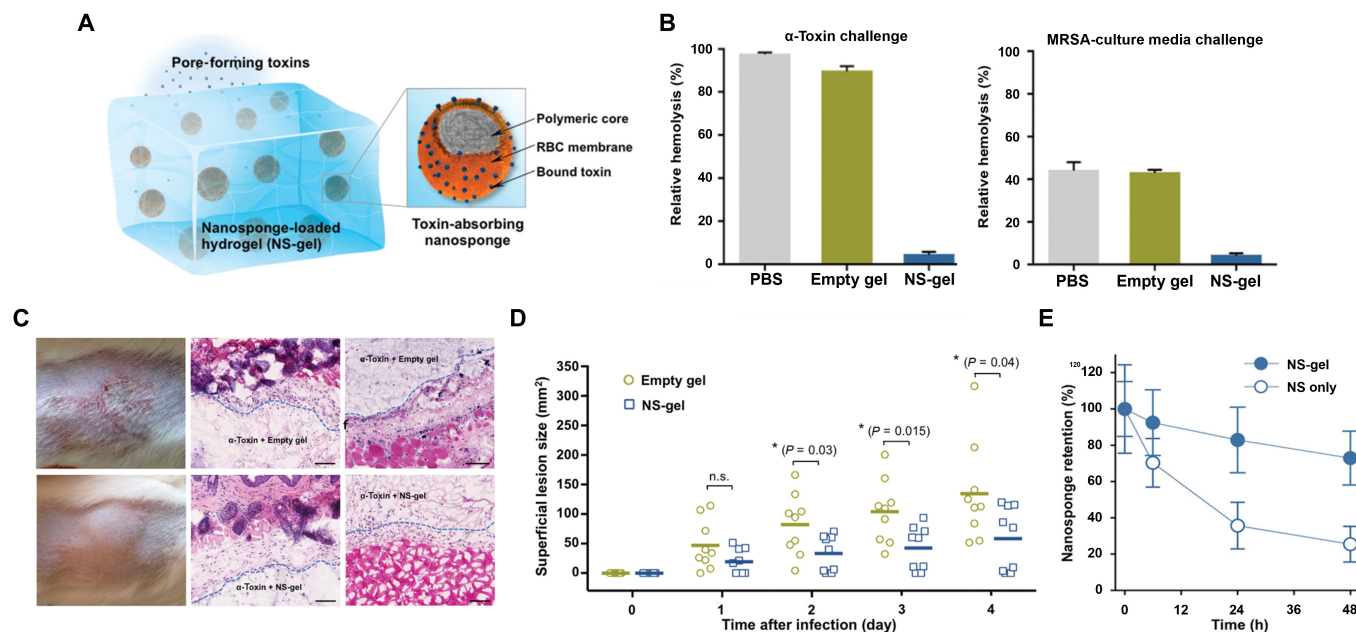 A
Pore-forming toxins
Polymeric core
RBC membrane
Bound toxin
Nanosponge-loaded
hydrogel (NS-gel)
Toxin-absorbing
nanosponge
B
α-Toxin challenge
Relative hemolysis (%)
100
80
60
40
20
0
PBS
Empty gel
NS-gel
MRSA-culture media challenge
Relative hemolysis (%)
100
80
60
40
20
0
PBS
Empty gel
NS-gel
C
α-Toxin + Empty gel
α-Toxin + Empty gel
f
α-Toxin + NS-gel
α-Toxin + NS-gel
D
Superficial lesion size (mm²)
350
300
250
200
150
100
50
0
Empty gel
NS-gel
n.s.
* (P = 0.03)
* (P = 0.015)
* (P = 0.04)
0
1
2
3
4
Time after infection (day)
E
Nanosponge retention (%)
120
120
100
80
60
40
20
0
NS-gel
NS only
0
12
24
36
48
Time (h)